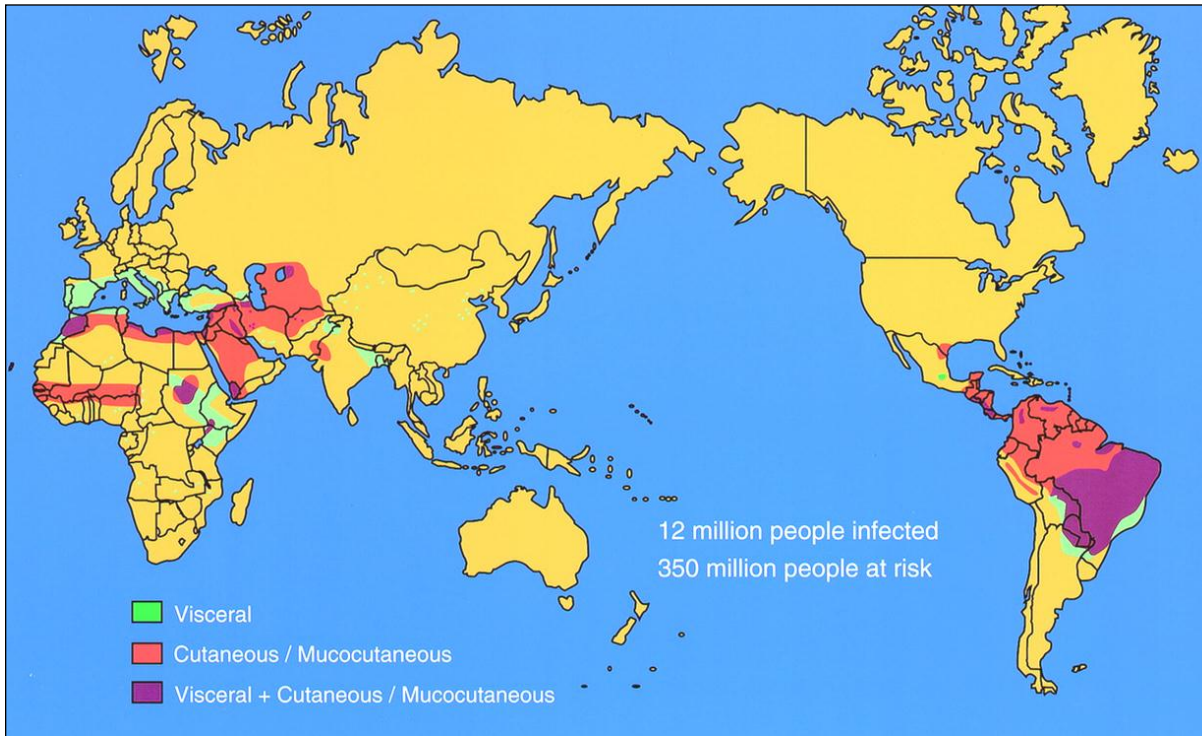 12 million people infected
350 million people at risk
Visceral
Cutaneous / Mucocutaneous
Visceral + Cutaneous / Mucocutaneous